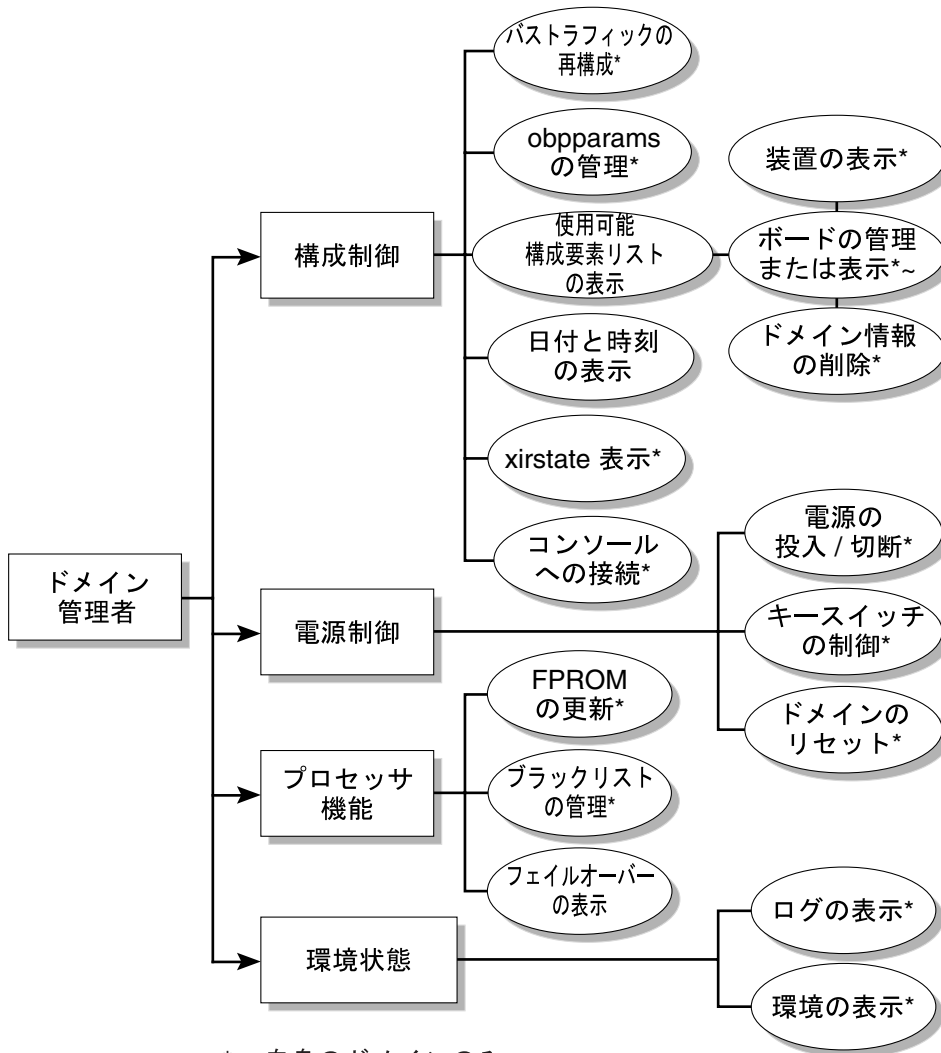 バストラフィックの
再構成*
obpparams
の管理*
使用可能
構成要素リスト
の表示
日付と時刻
の表示
xirstate 表示*
コンソール
への接続*
装置の表示*
ボードの管理
または表示*~
ドメイン情報
の削除*
構成制御
ドメイン
管理者
電源制御
電源の
投入 / 切断*
キースイッチ
の制御*
ドメインの
リセット*
プロセッサ
機能
FPROM
の更新*
ブラックリスト
の管理*
フェイルオーバー
の表示
環境状態
ログの表示*
環境の表示*